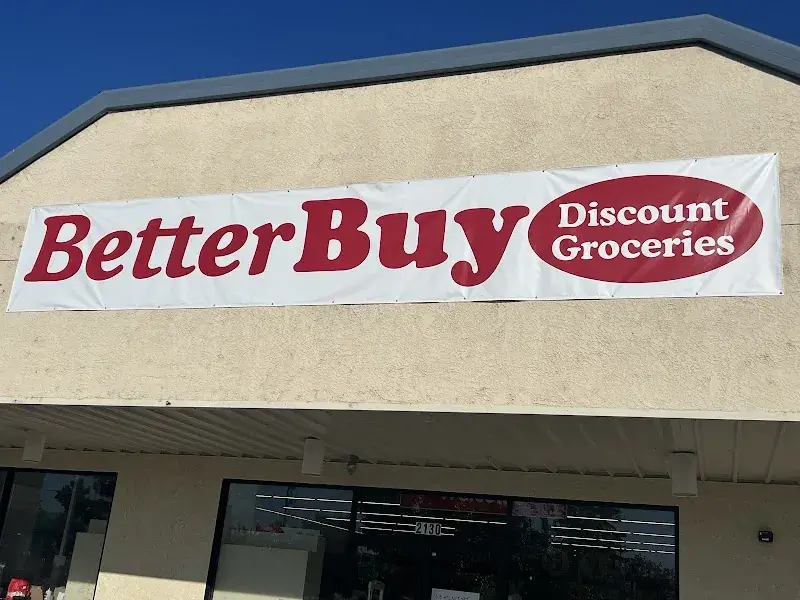 BetterBuy
Discount
Groceries
2130